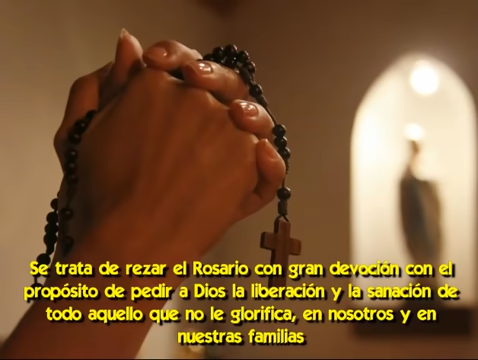 Se trata de rezar el Rosario con gran devoción con el
propósito de pedir a Dios la liberación y la sanación de
todo aquello que no le glorifica, en nosotros y en
nuestras familias